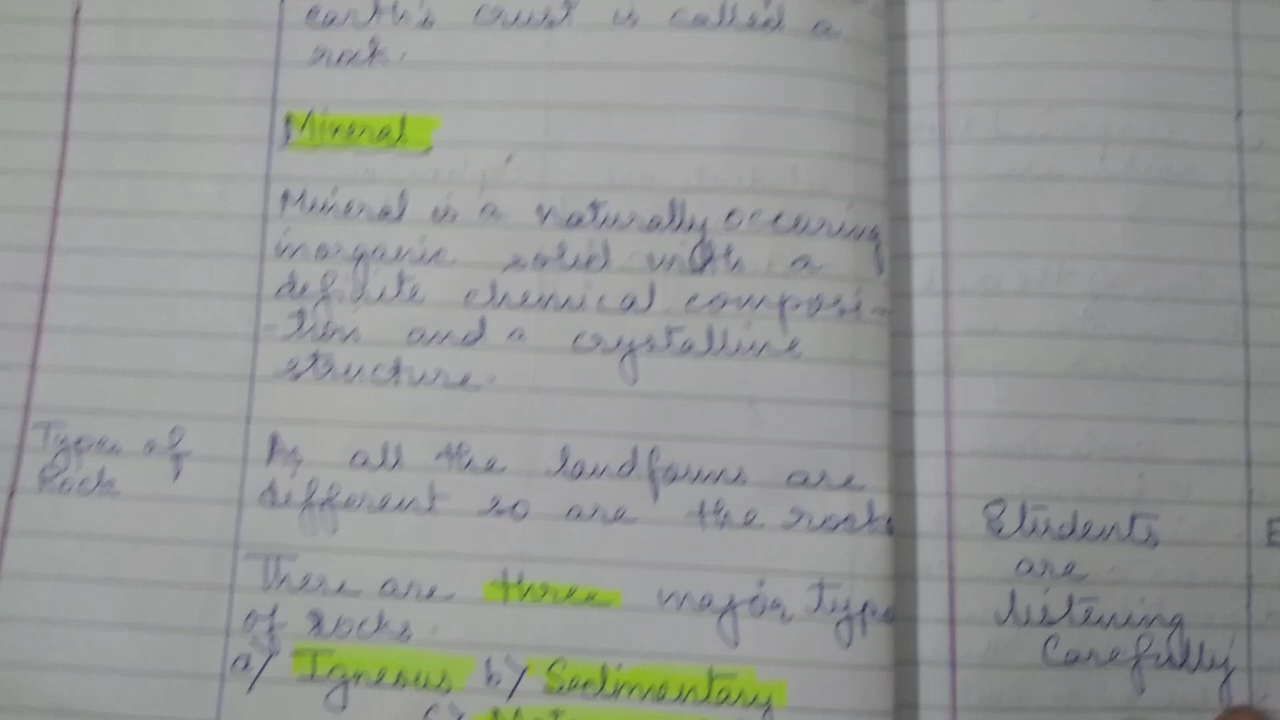 earth's crust is called a
rock.
Mineral
Mineral is a naturally occuring
inorganic solid with a
definite chemical composi-
-tion and a crystalline
structure.
Types of
Rock
As all the landforms are
different so are the rocks
There are three major type
of rocks.
a) Igneous b) Sedimentary
c)
Students
are
listening
carefully